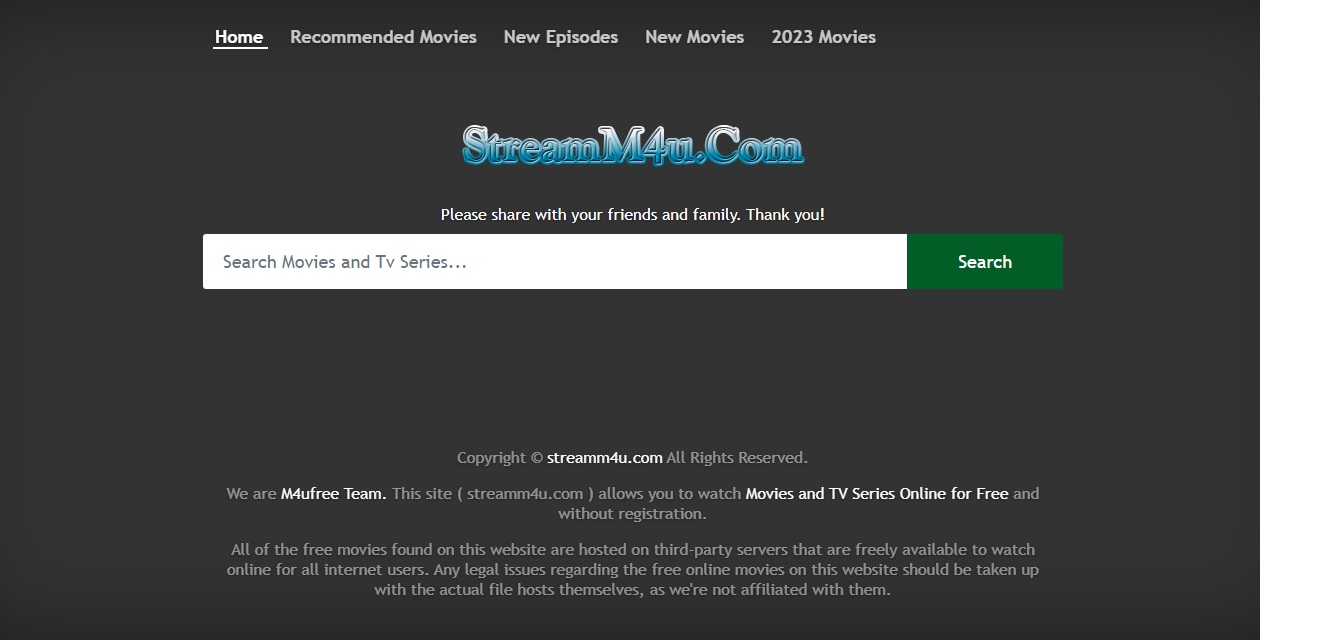 Home Recommended Movies New Episodes New Movies 2023 Movies
StreamM4u.Com
Please share with your friends and family. Thank you!
Search Movies and Tv Series... Search
Copyright © streamm4u.com All Rights Reserved.
We are M4ufree Team. This site ( streamm4u.com ) allows you to watch Movies and TV Series Online for Free and
without registration.
All of the free movies found on this website are hosted on third-party servers that are freely available to watch
online for all internet users. Any legal issues regarding the free online movies on this website should be taken up
with the actual file hosts themselves, as we're not affiliated with them.